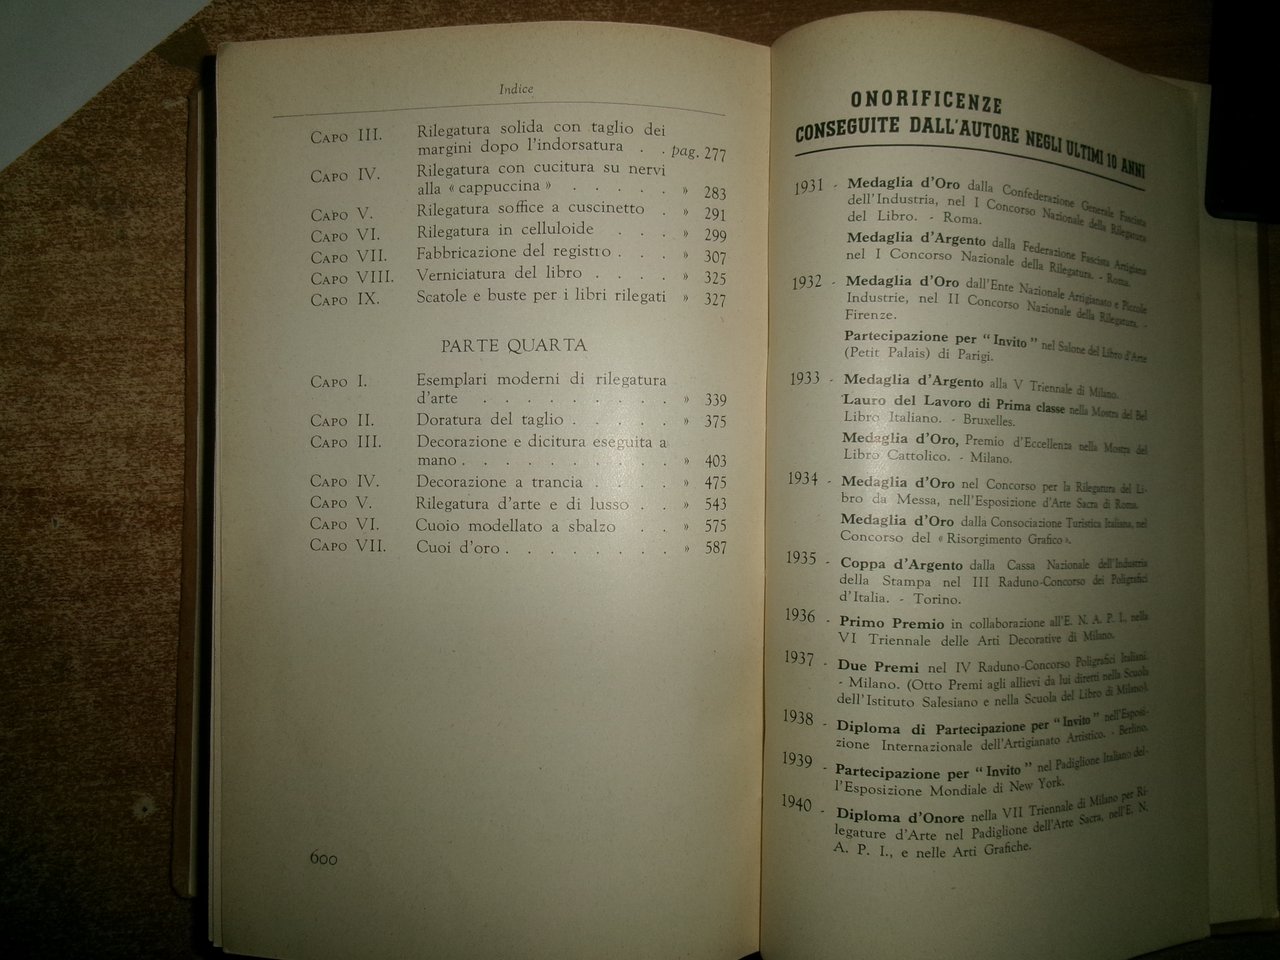 Indice
CAPO III. Rilegatura solida con taglio dei
margini dopo l'indorsatura . . pag. 277
CAPO IV. Rilegatura con cucitura su nervi
alla « cappuccina » . . . . . » 283
CAPO V. Rilegatura soffice a cuscinetto . » 291
CAPO VI. Rilegatura in celluloide . . . » 299
CAPO VII. Fabbricazione del registro . . . » 307
CAPO VIII. Verniciatura del libro . . . . » 325
CAPO IX. Scatole e buste per i libri rilegati » 327
PARTE QUARTA
CAPO I. Esemplari moderni di rilegatura
d'arte . . . . . . . . . » 339
CAPO II. Doratura del taglio . . . . . » 375
CAPO III. Decorazione e dicitura eseguita a
mano . . . . . . . . . . » 403
CAPO IV. Decorazione a trancia . . . . » 475
CAPO V. Rilegatura d'arte e di lusso . . » 543
CAPO VI. Cuoio modellato a sbalzo . . » 575
CAPO VII. Cuoi d'oro . . . . . . . . » 587
600
ONORIFICENZE
CONSEGUITE DALL'AUTORE NEGLI ULTIMI 10 ANNI
1931 - Medaglia d'Oro dalla Confederazione Generale Fascista
dell'Industria, nel I Concorso Nazionale della Rilegatura
del Libro. - Roma.
Medaglia d'Argento dalla Federazione Fascista Artigiana
nel I Concorso Nazionale della Rilegatura. - Roma.
1932 - Medaglia d'Oro dall'Ente Nazionale Artigianato e Piccole
Industrie, nel II Concorso Nazionale della Rilegatura. -
Firenze.
Partecipazione per " Invito " nel Salone del Libro d'Arte
(Petit Palais) di Parigi.
1933 - Medaglia d'Argento alla V Triennale di Milano.
Lauro del Lavoro di Prima classe nella Mostra del Bel
Libro Italiano. - Bruxelles.
Medaglia d'Oro, Premio d'Eccellenza nella Mostra del
Libro Cattolico. - Milano.
1934 - Medaglia d'Oro nel Concorso per la Rilegatura del Li-
bro da Messa, nell'Esposizione d'Arte Sacra di Roma.
Medaglia d'Oro dalla Consociazione Turistica Italiana, nel
Concorso del « Risorgimento Grafico ».
1935 - Coppa d'Argento dalla Cassa Nazionale dell'Industria
della Stampa nel III Raduno-Concorso dei Poligrafici
d'Italia. - Torino.
1936 - Primo Premio in collaborazione all'E. N. A. P. I., nella
VI Triennale delle Arti Decorative di Milano.
1937 - Due Premi nel IV Raduno-Concorso Poligrafici Italiani.
- Milano. (Otto Premi agli allievi da lui diretti nella Scuola
dell'Istituto Salesiano e nella Scuola del Libro di Milano).
1938 - Diploma di Partecipazione per " Invito " nell'Esposi-
zione Internazionale dell'Artigianato Artistico. - Berlino.
1939 - Partecipazione per " Invito " nel Padiglione Italiano del-
l'Esposizione Mondiale di New York.
1940 - Diploma d'Onore nella VII Triennale di Milano per Ri-
legature d'Arte nel Padiglione dell'Arte Sacra, nell'E. N.
A. P. I., e nelle Arti Grafiche.